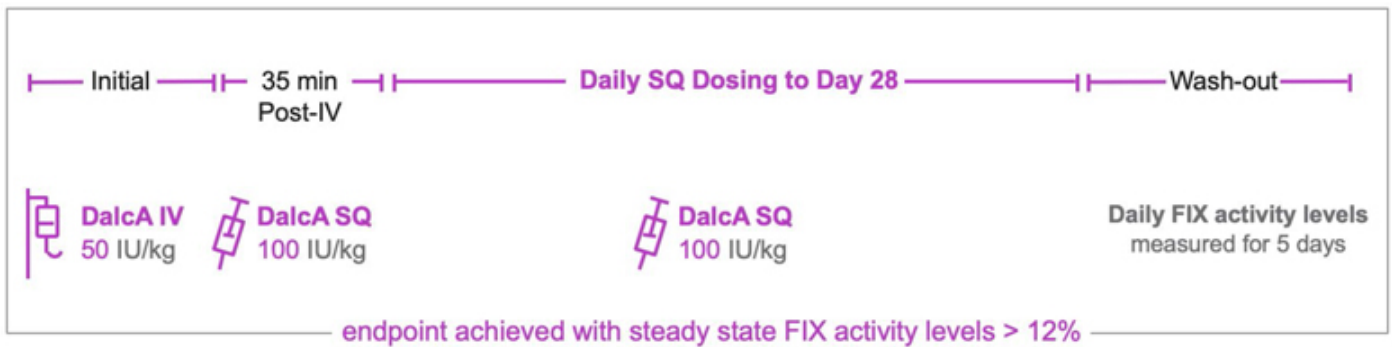 Initial
35 min
Post-IV
Daily SQ Dosing to Day 28
Wash-out
DalcA IV
50 IU/kg
DalcA SQ
100 IU/kg
DalcA SQ
100 IU/kg
Daily FIX activity levels
measured for 5 days
endpoint achieved with steady state FIX activity levels > 12%